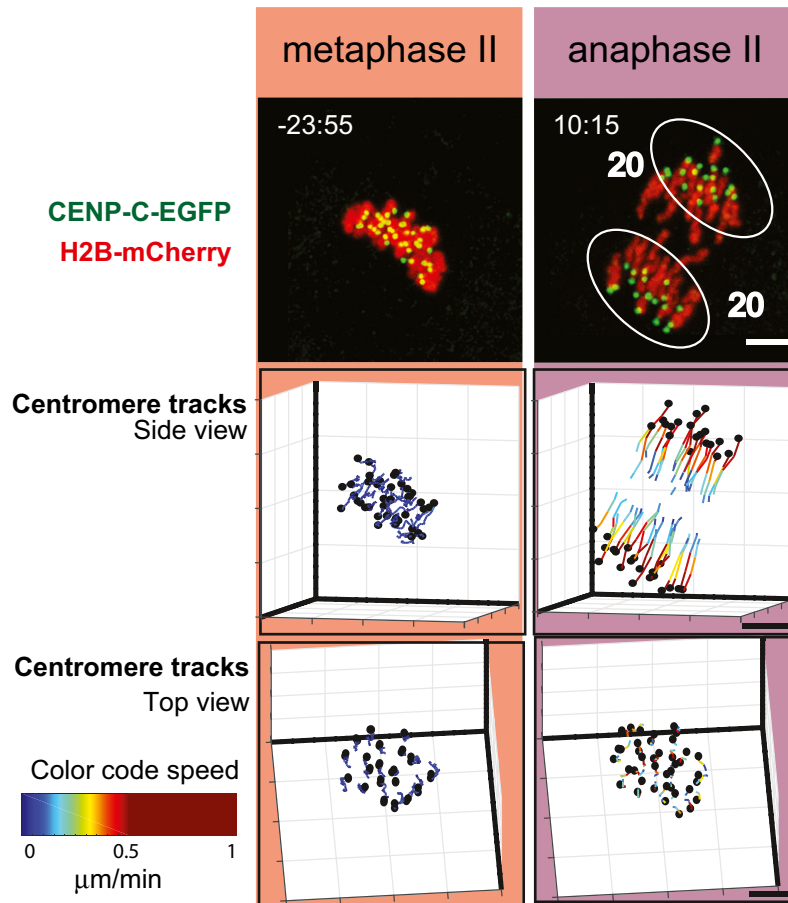 metaphase II
anaphase II
-23:55
10:15
20
20
CENP-C-EGFP
H2B-mCherry
Centromere tracks
Side view
Centromere tracks
Top view
Color code speed
0 0.5 1
μm/min